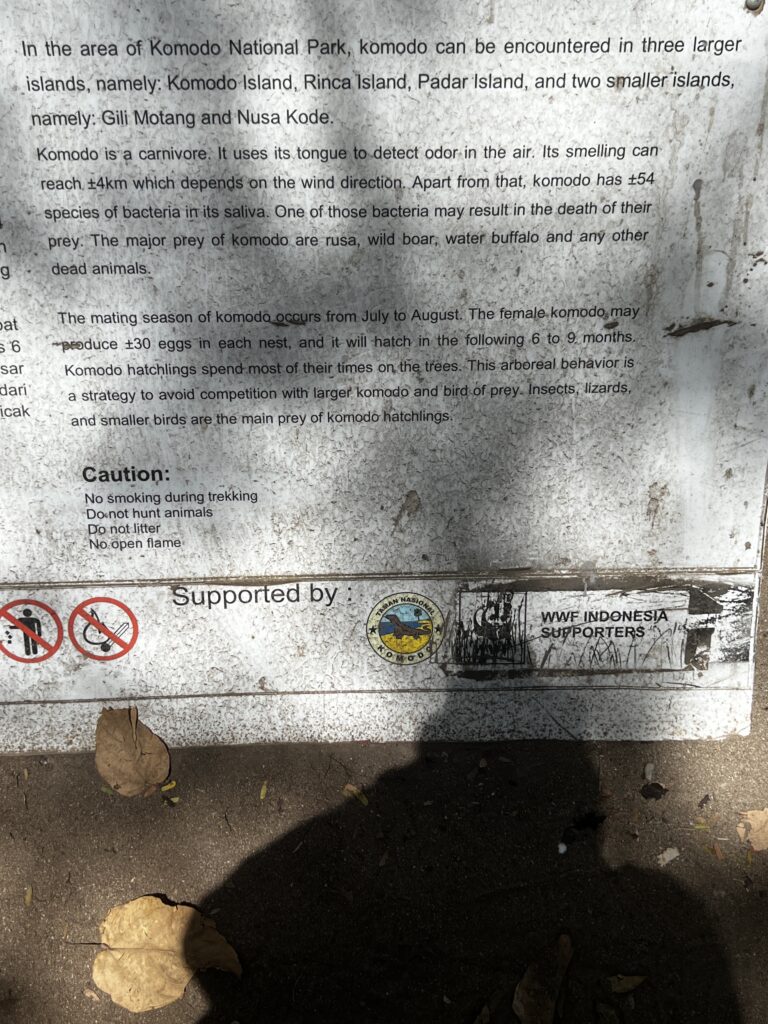 In the area of Komodo National Park, komodo can be encountered in three larger
islands, namely: Komodo Island, Rinca Island, Padar Island, and two smaller islands,
namely: Gili Motang and Nusa Kode.
Komodo is a carnivore. It uses its tongue to detect odor in the air. Its smelling can
reach ±4km which depends on the wind direction. Apart from that, komodo has ±54
species of bacteria in its saliva. One of those bacteria may result in the death of their
prey. The major prey of komodo are rusa, wild boar, water buffalo and any other
dead animals.
The mating season of komodo occurs from July to August. The female komodo may
produce ±30 eggs in each nest, and it will hatch in the following 6 to 9 months.
Komodo hatchlings spend most of their times on the trees. This arboreal behavior is
a strategy to avoid competition with larger komodo and bird of prey. Insects, lizards,
and smaller birds are the main prey of komodo hatchlings.
g
6
dari
Caution:
No smoking during trekking
Do not hunt animals
Do not litter
No open flame
Supported by :
TAMAN NASIONAL
KOMODO
WWF INDONESIA
SUPPORTERS